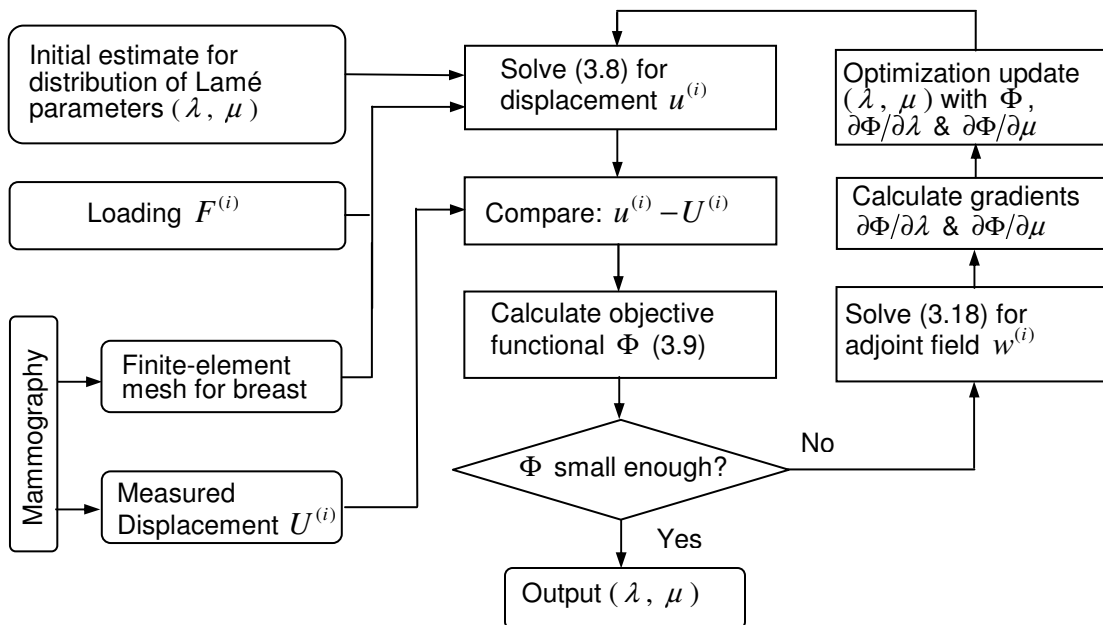 Initial estimate for
distribution of Lamé
parameters (λ, μ)
Loading F^(i)
Mammography
Finite-element
mesh for breast
Measured
Displacement U^(i)
Solve (3.8) for
displacement u^(i)
Compare: u^(i) – U^(i)
Calculate objective
functional Φ (3.9)
Φ small enough?
Yes
No
Output (λ, μ)
Solve (3.18) for
adjoint field w^(i)
Calculate gradients
∂Φ/∂λ & ∂Φ/∂μ
Optimization update
(λ, μ) with Φ,
∂Φ/∂λ & ∂Φ/∂μ